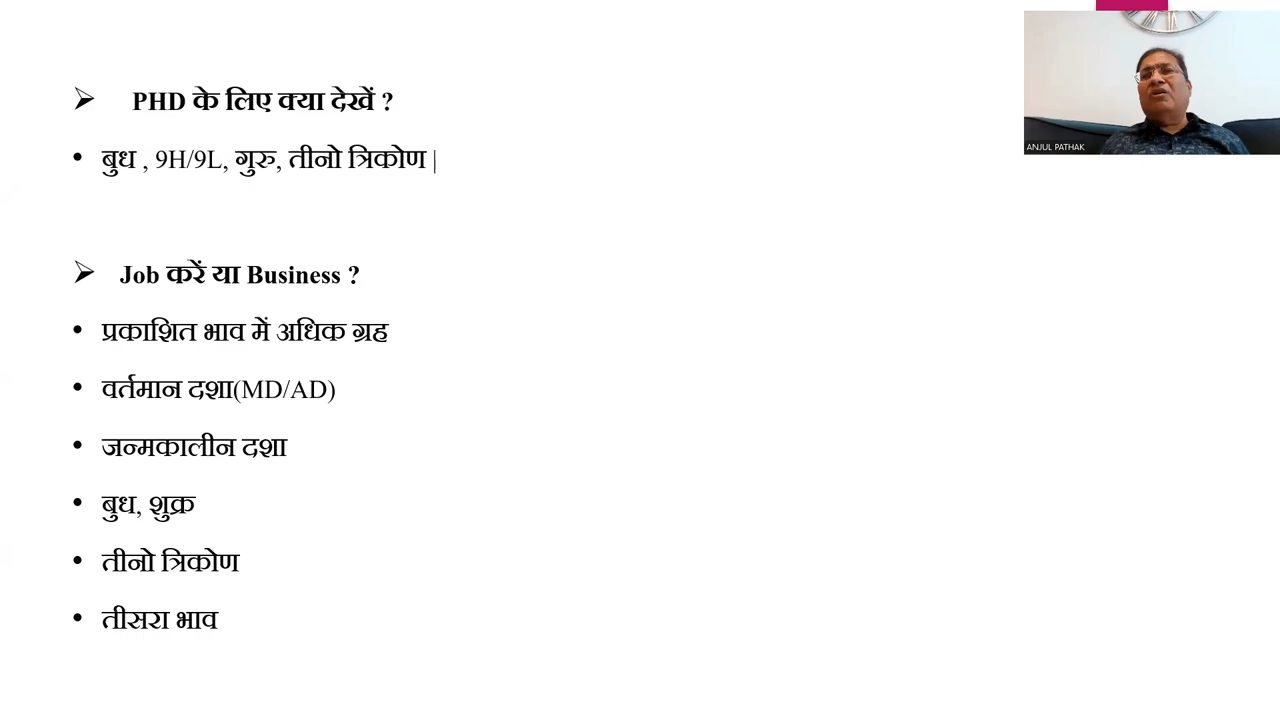 ➢ PHD के लिए क्या देखें ?
• बुध , 9H/9L, गुरु, तीनो त्रिकोण |
➢ Job करें या Business ?
• प्रकाशित भाव में अधिक ग्रह
• वर्तमान दशा(MD/AD)
• जन्मकालीन दशा
• बुध, शुक्र
• तीनो त्रिकोण
• तीसरा भाव
ANJUL PATHAK